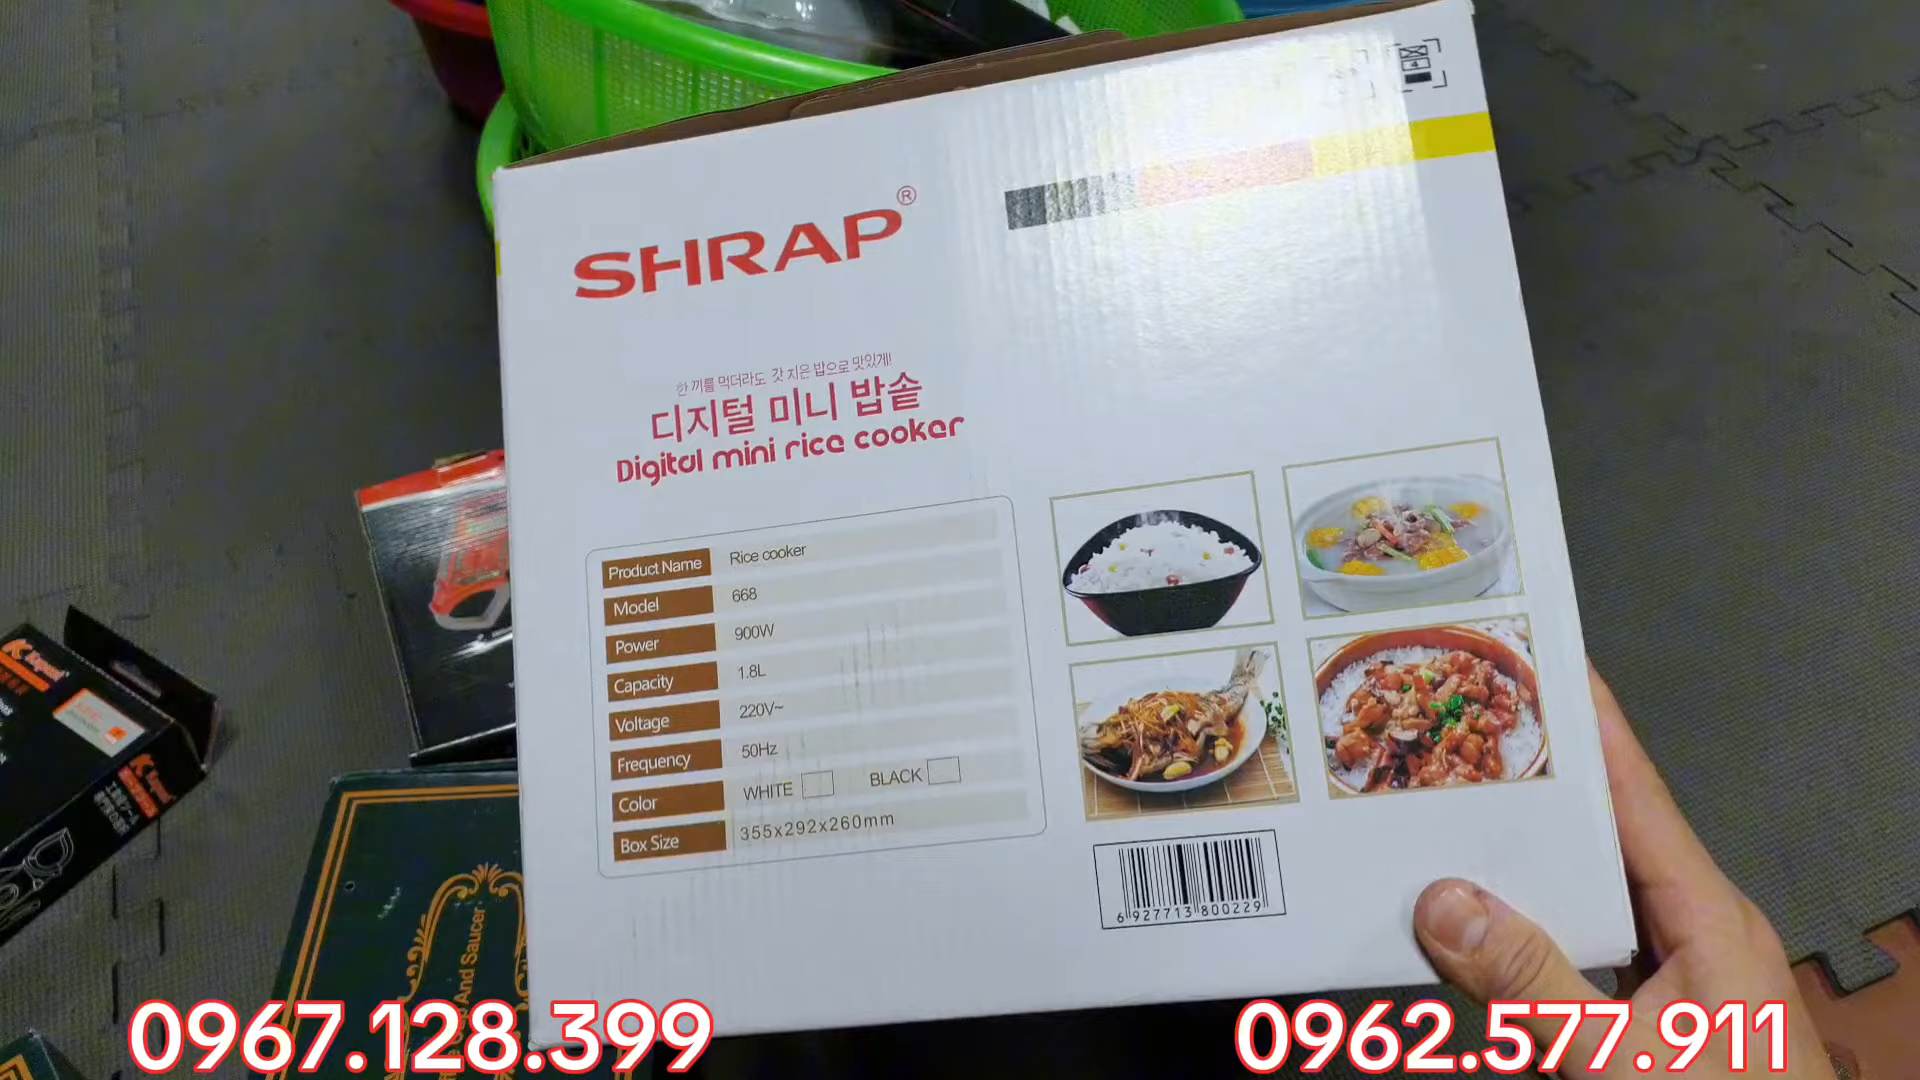 SHRAP®
한 끼를 먹더라도 갓 지은 밥으로 맛있게!
디지털 미니 밥솥
Digital mini rice cooker
Product Name Rice cooker
Model 668
Power 900W
Capacity 1.8L
Voltage 220V~
Frequency 50Hz
Color WHITE BLACK
Box Size 355x292x260mm
6 927713 800229
4
And Saucer
0967.128.399
0962.577.911